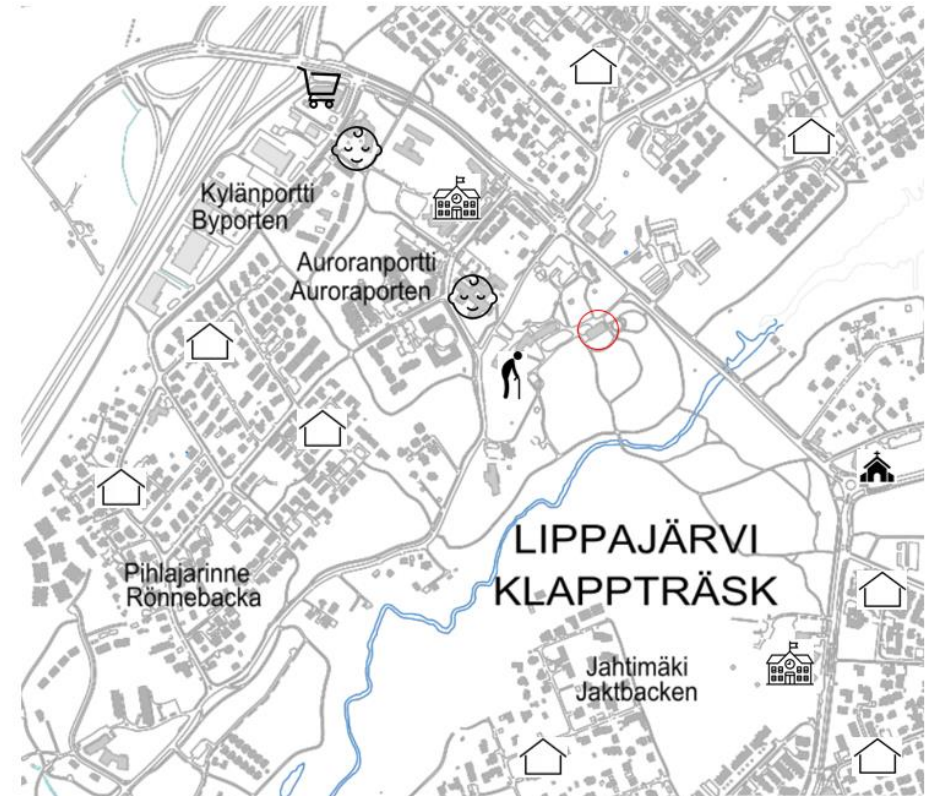 Kylänportti
Byporten
Auroranportti
Auroraporten
LIPPAJÄRVI
KLAPPTRÄSK
Pihlajarinne
Rönnebacka
Jahtimäki
Jaktbacken